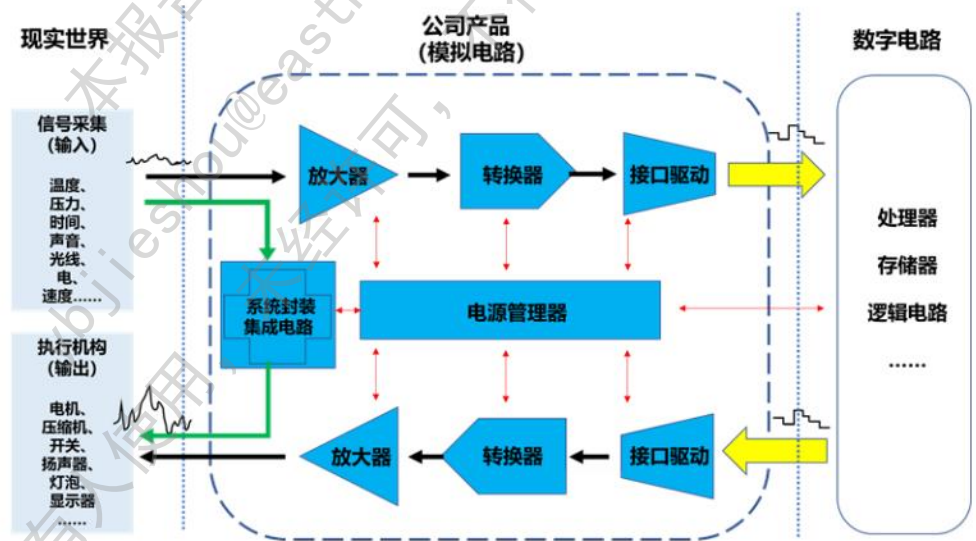 现实世界
公司产品
(模拟电路)
数字电路
信号采集
(输入)
温度、
压力、
时间、
声音、
光线、
电、
速度……
放大器
转换器
接口驱动
系统封装
集成电路
电源管理器
处理器
存储器
逻辑电路
……
执行机构
(输出)
电机、
压缩机、
开关、
扬声器、
灯泡、
显示器
……
放大器
转换器
接口驱动